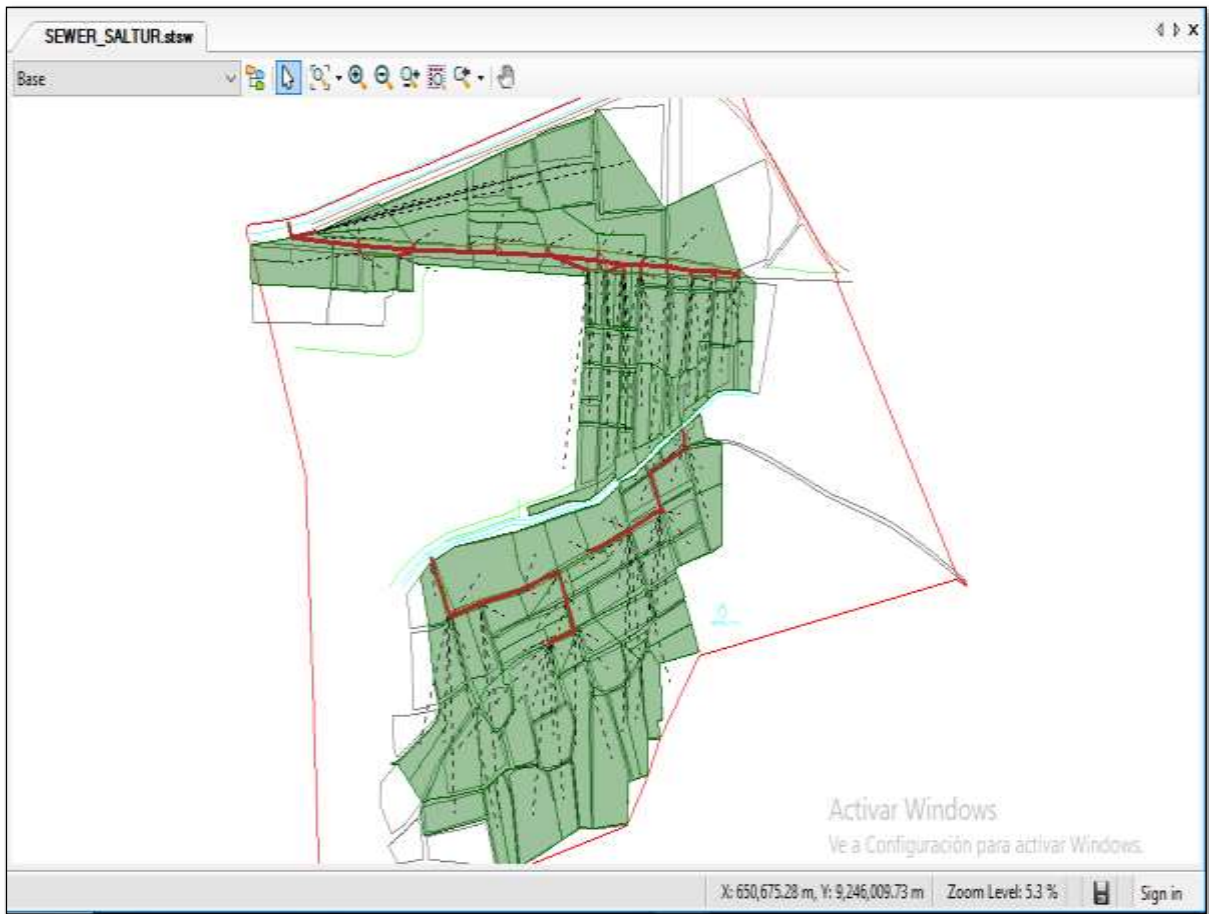 SEWER_SALTUR.stsw
Base
Activar Windows
Ve a Configuración para activar Windows.
X: 650,675.28 m, Y: 9,246,009.73 m
Zoom Level: 5.3 %
Sign in